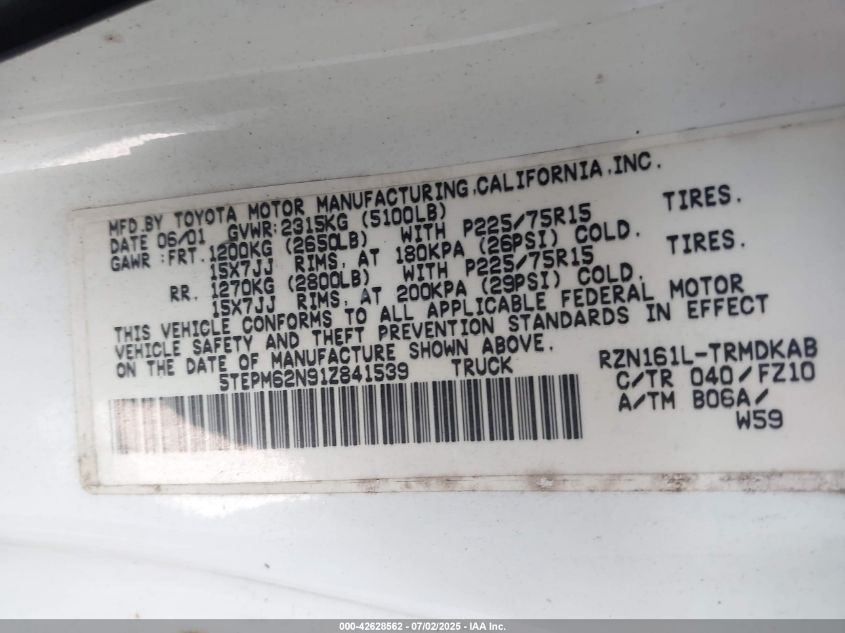 MFD.BY TOYOTA MOTOR MANUFACTURING,CALIFORNIA,INC.
DATE 06/01 GVWR:2315KG (5100LB)
GAWR:FRT.1200KG (2650LB) WITH P225/75R15 TIRES.
15X7JJ RIMS, AT 180KPA (26PSI) COLD.
RR. 1270KG (2800LB) WITH P225/75R15 TIRES.
15X7JJ RIMS, AT 200KPA (29PSI) COLD.
THIS VEHICLE CONFORMS TO ALL APPLICABLE FEDERAL MOTOR
VEHICLE SAFETY AND THEFT PREVENTION STANDARDS IN EFFECT
ON THE DATE OF MANUFACTURE SHOWN ABOVE.
5TEPM62N91Z841539 TRUCK RZN161L-TRMDKAB
C/TR 040/FZ10
A/TM B06A/
W59
000-42628562 / 07/02/2025 - IAA Inc.